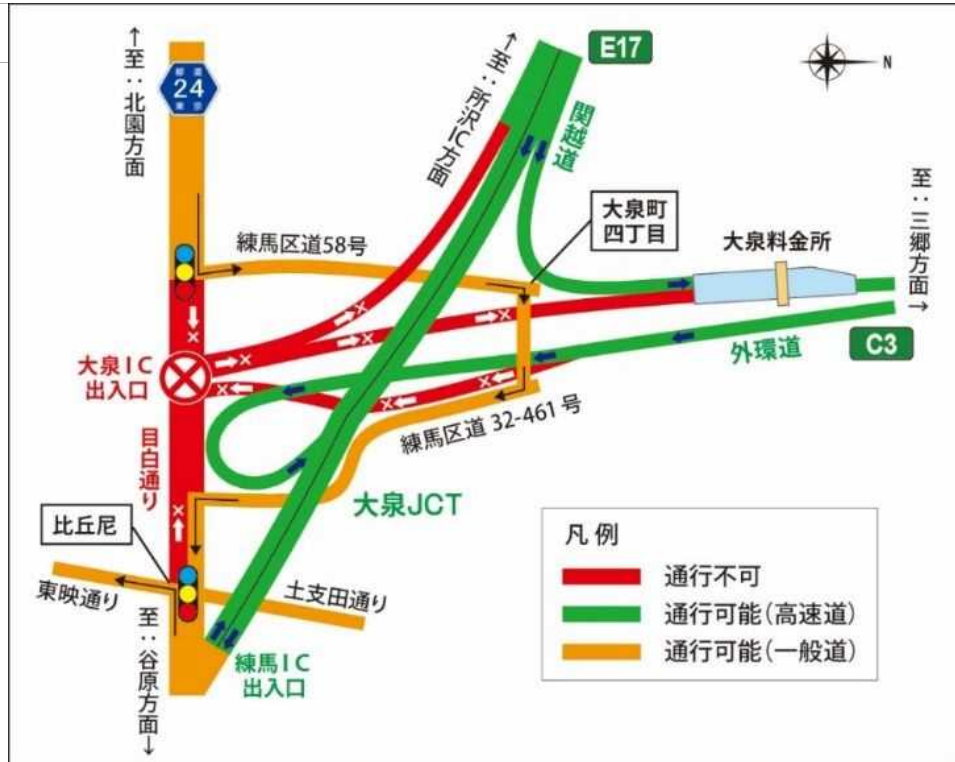 ↑至：北園方面
都道
24
東京
↑至：所沢IC方面
E17
関越道
N
練馬区道58号
大泉町
四丁目
大泉料金所
至：三郷方面→
大泉IC
出入口
外環道
C3
目白通り
練馬区道 32-461 号
大泉JCT
比丘尼
東映通り
土支田通り
至：谷原方面↓
練馬IC
出入口
凡 例
通行不可
通行可能(高速道)
通行可能(一般道)